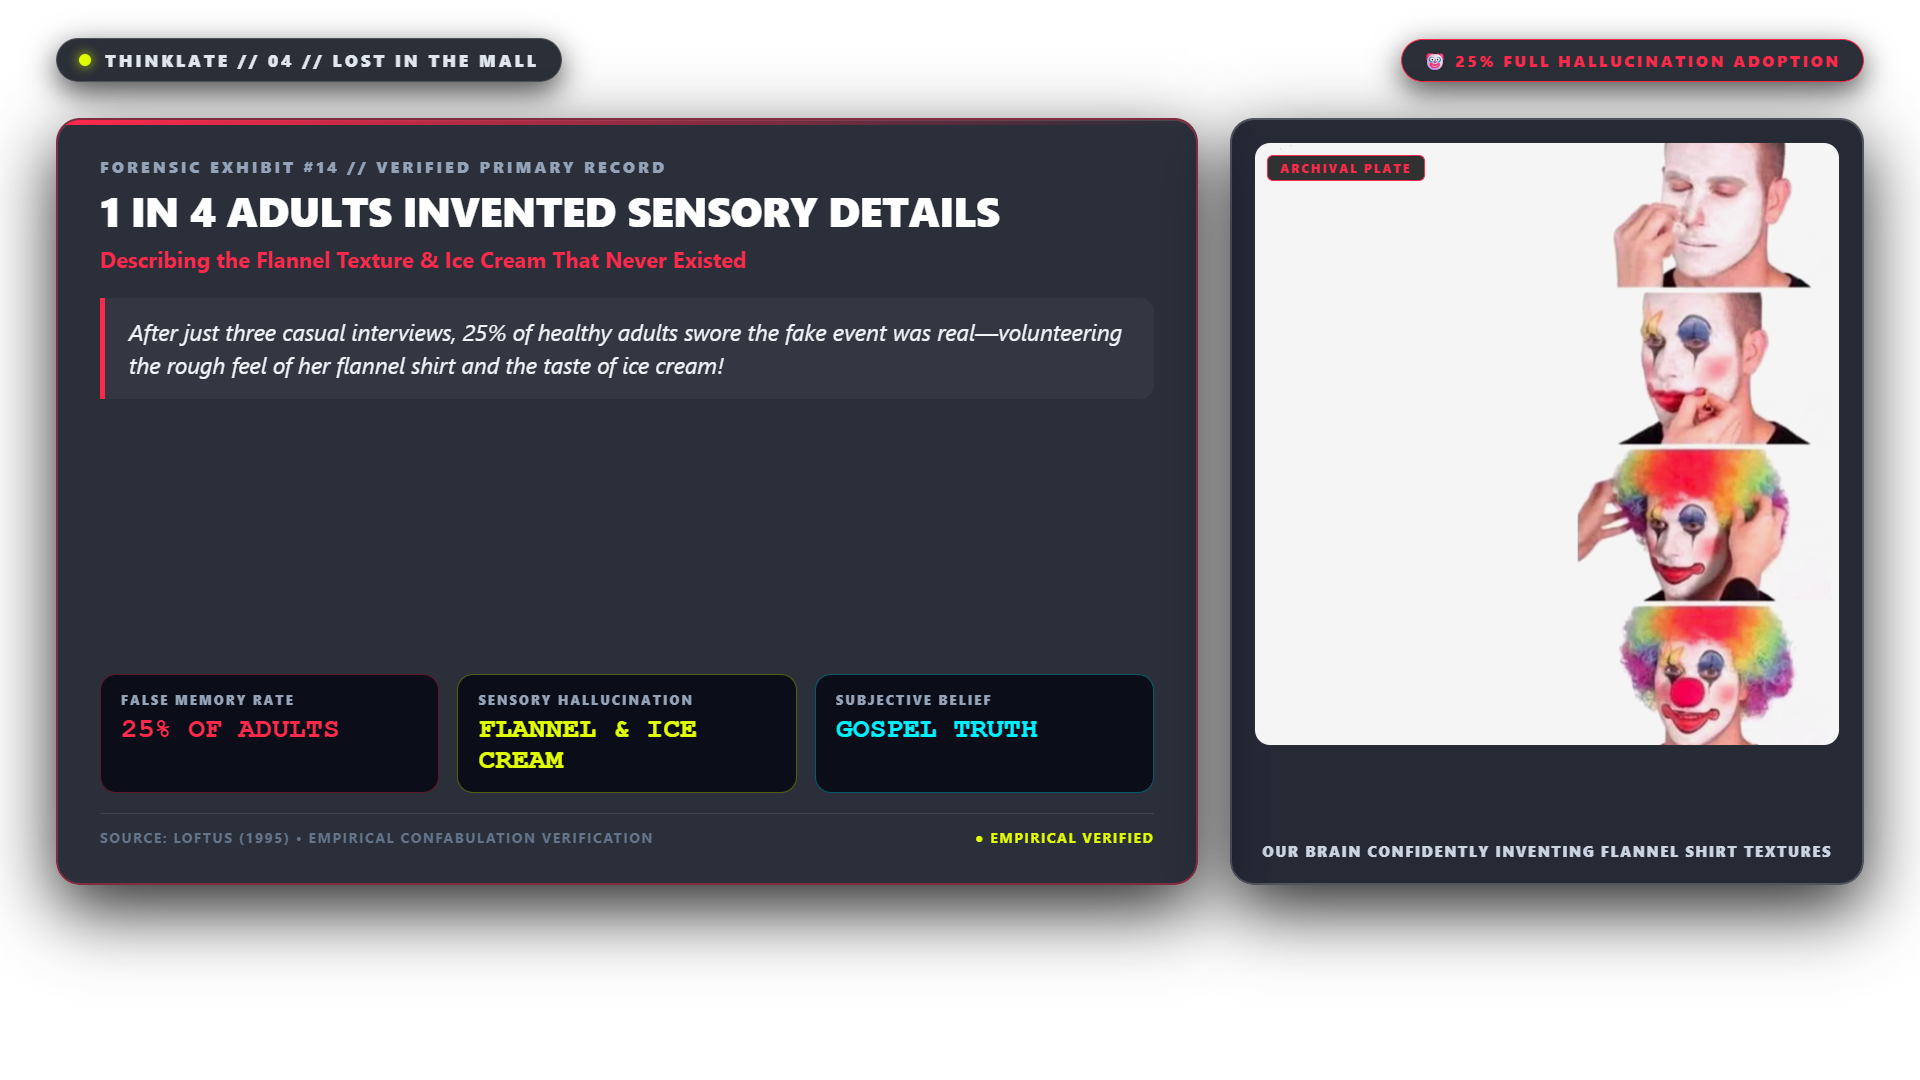 THINKLATE // 04 // LOST IN THE MALL
25% FULL HALLUCINATION ADOPTION
FORENSIC EXHIBIT #14 // VERIFIED PRIMARY RECORD
1 IN 4 ADULTS INVENTED SENSORY DETAILS
Describing the Flannel Texture & Ice Cream That Never Existed
After just three casual interviews, 25% of healthy adults swore the fake event was real—volunteering
the rough feel of her flannel shirt and the taste of ice cream!
FALSE MEMORY RATE
25% OF ADULTS
SENSORY HALLUCINATION
FLANNEL & ICE
CREAM
SUBJECTIVE BELIEF
GOSPEL TRUTH
SOURCE: LOFTUS (1995) • EMPIRICAL CONFABULATION VERIFICATION
● EMPIRICAL VERIFIED
ARCHIVAL PLATE
OUR BRAIN CONFIDENTLY INVENTING FLANNEL SHIRT TEXTURES